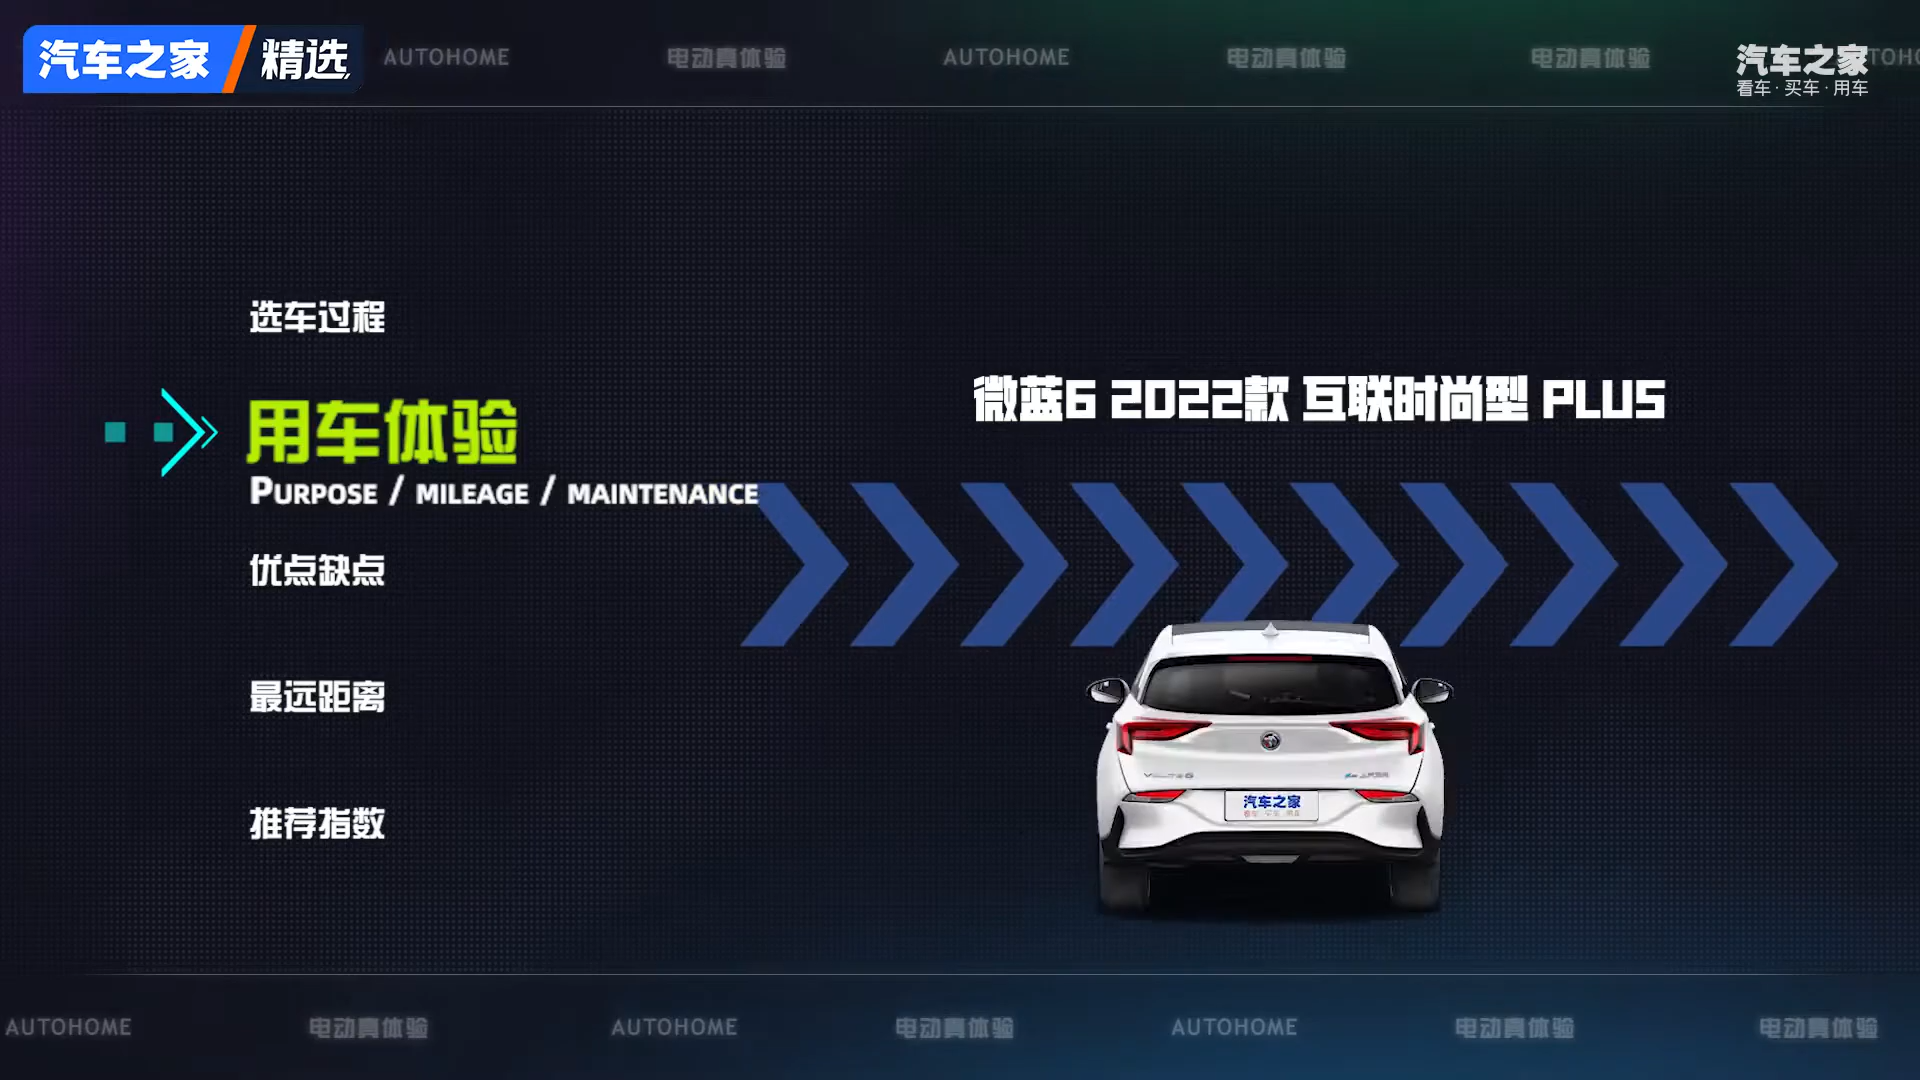 汽车之家 精选 AUTOHOME 电动真体验 AUTOHOME 电动真体验 电动真体验 汽车之家
看车·买车·用车
选车过程
微蓝6 2022款 互联时尚型 PLUS
用车体验
PURPOSE / MILEAGE / MAINTENANCE
优点缺点
最远距离
汽车之家
推荐指数
AUTOHOME 电动真体验 AUTOHOME 电动真体验 AUTOHOME 电动真体验 电动真体验